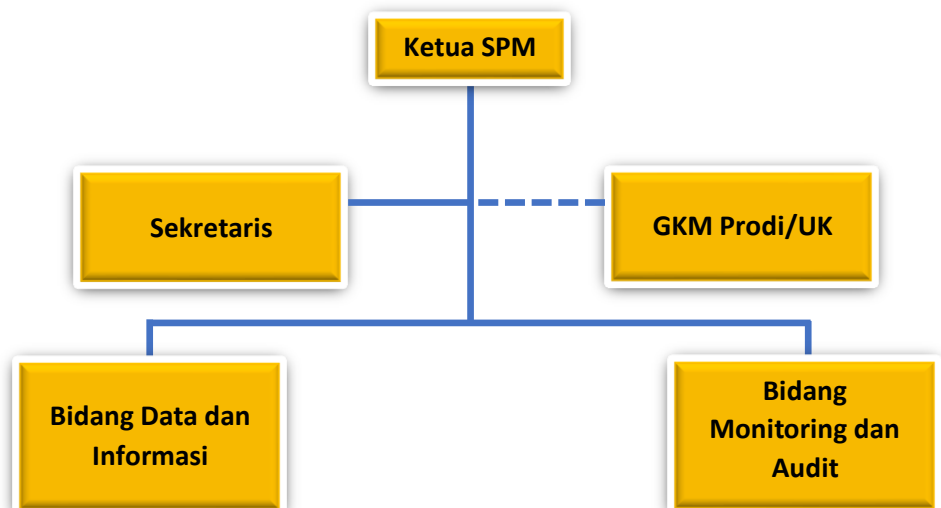 Ketua SPM
Sekretaris
GKM Prodi/UK
Bidang Data dan
Informasi
Bidang
Monitoring dan
Audit